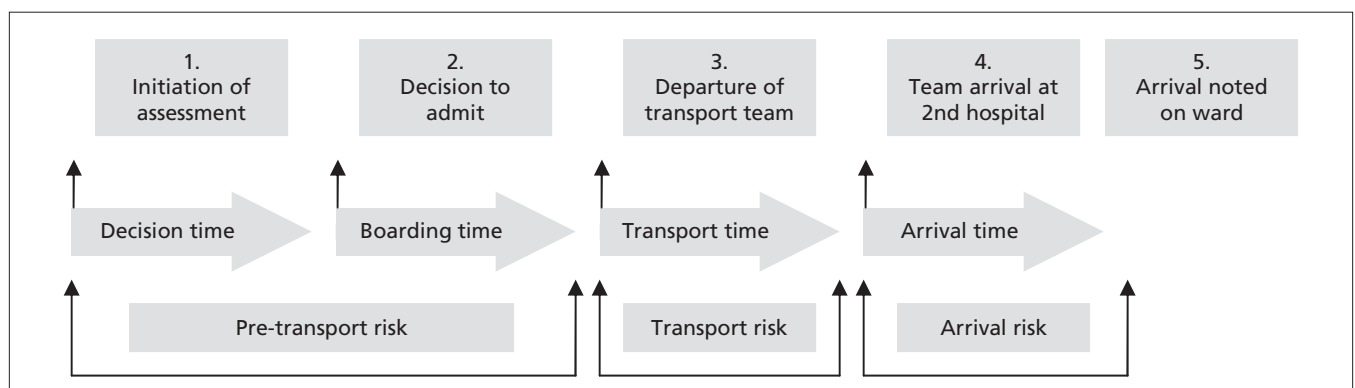 1.
Initiation of
assessment
2.
Decision to
admit
3.
Departure of
transport team
4.
Team arrival at
2nd hospital
5.
Arrival noted
on ward
Decision time
Boarding time
Transport time
Arrival time
Pre-transport risk
Transport risk
Arrival risk